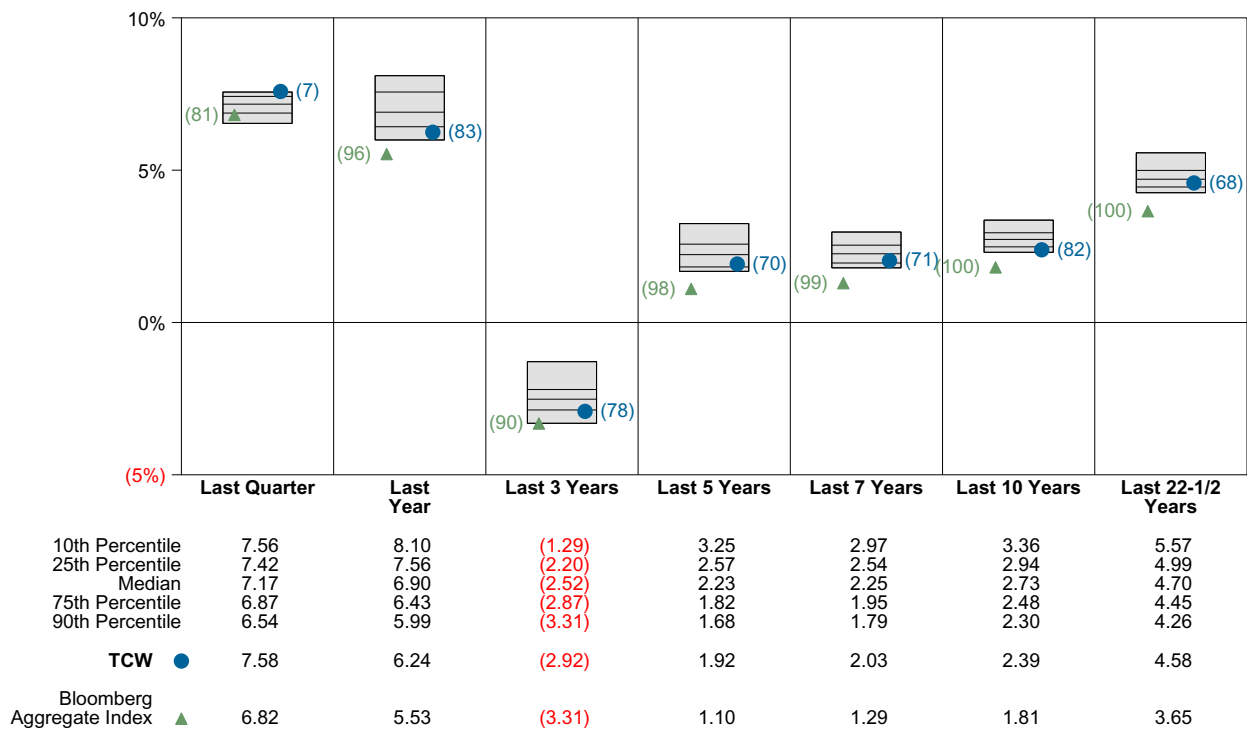 10%
5%
0%
(5%)
(81)
(7)
(96)
(83)
(90)
(78)
(98)
(70)
(99)
(71)
(100)
(82)
(100)
(68)
Last Quarter Last Year Last 3 Years Last 5 Years Last 7 Years Last 10 Years Last 22-1/2 Years
10th Percentile 7.56 8.10 (1.29) 3.25 2.97 3.36 5.57
25th Percentile 7.42 7.56 (2.20) 2.57 2.54 2.94 4.99
Median 7.17 6.90 (2.52) 2.23 2.25 2.73 4.70
75th Percentile 6.87 6.43 (2.87) 1.82 1.95 2.48 4.45
90th Percentile 6.54 5.99 (3.31) 1.68 1.79 2.30 4.26
TCW 7.58 6.24 (2.92) 1.92 2.03 2.39 4.58
Bloomberg
Aggregate Index 6.82 5.53 (3.31) 1.10 1.29 1.81 3.65